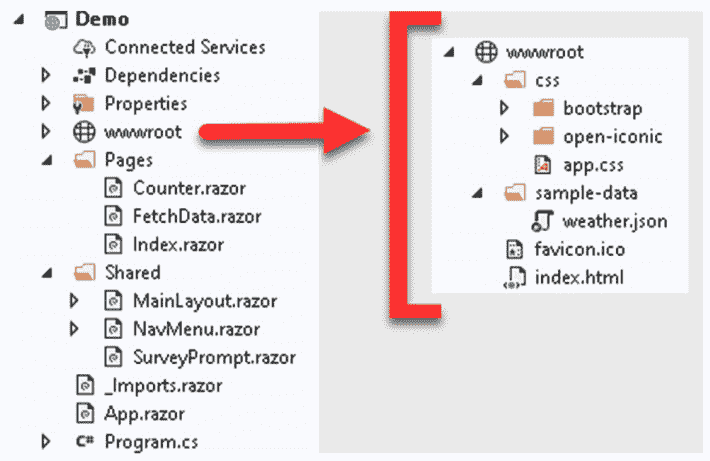 Demo
Connected Services
Dependencies
Properties
wwwroot
Pages
Counter.razor
FetchData.razor
Index.razor
Shared
MainLayout.razor
NavMenu.razor
SurveyPrompt.razor
_Imports.razor
App.razor
C# Program.cs
wwwroot
css
bootstrap
open-iconic
app.css
sample-data
weather.json
favicon.ico
index.html